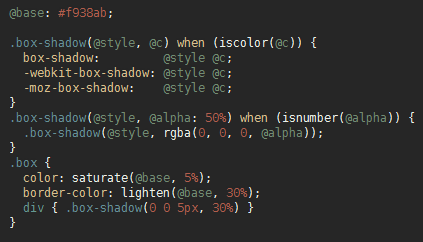 @base: #f938ab;

.box-shadow(@style, @c) when (iscolor(@c)) {
  box-shadow:         @style @c;
  -webkit-box-shadow: @style @c;
  -moz-box-shadow:    @style @c;
}
.box-shadow(@style, @alpha: 50%) when (isnumber(@alpha)) {
  .box-shadow(@style, rgba(0, 0, 0, @alpha));
}
.box {
  color: saturate(@base, 5%);
  border-color: lighten(@base, 30%);
  div { .box-shadow(0 0 5px, 30%) }
}